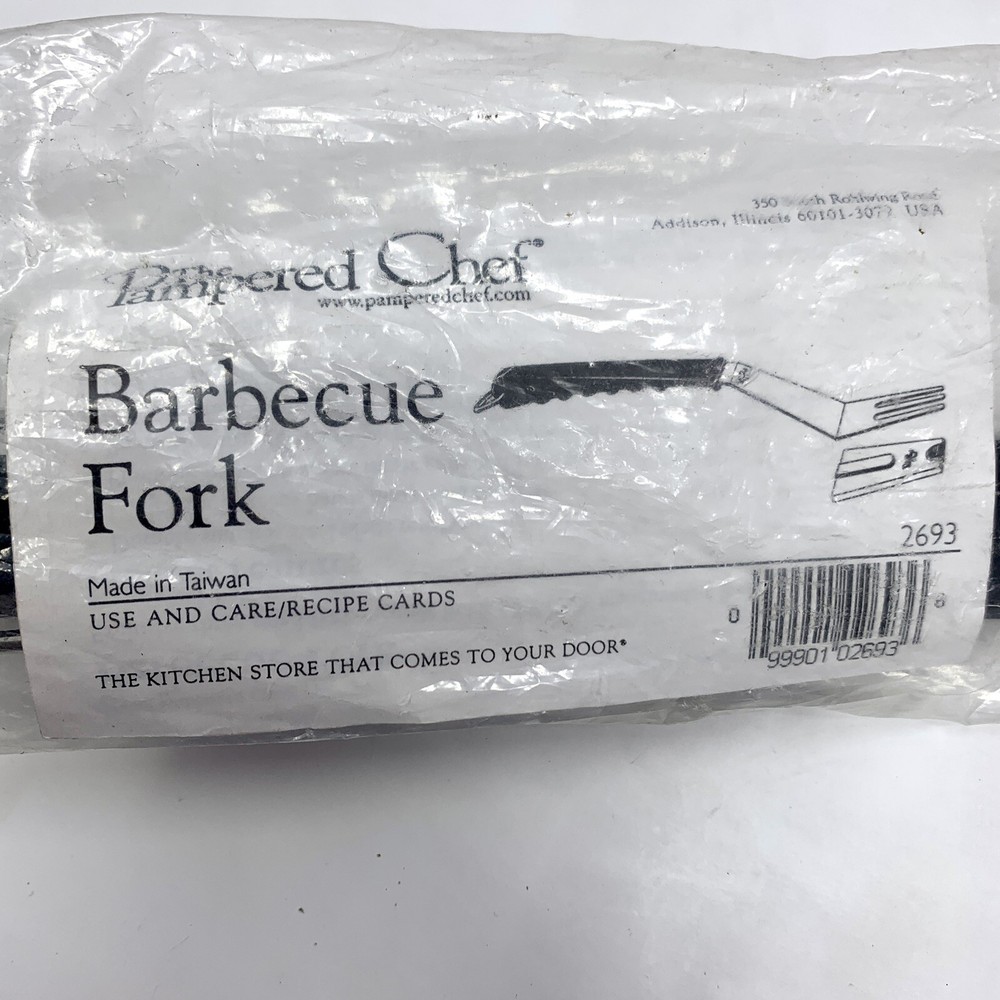 350 South Rohlwing Road
Addison, Illinois 60101-3077 USA
The
Pampered Chef®
www.pamperedchef.com
Barbecue
Fork
2693
Made in Taiwan
USE AND CARE/RECIPE CARDS
THE KITCHEN STORE THAT COMES TO YOUR DOOR®
0 99901 02693 6